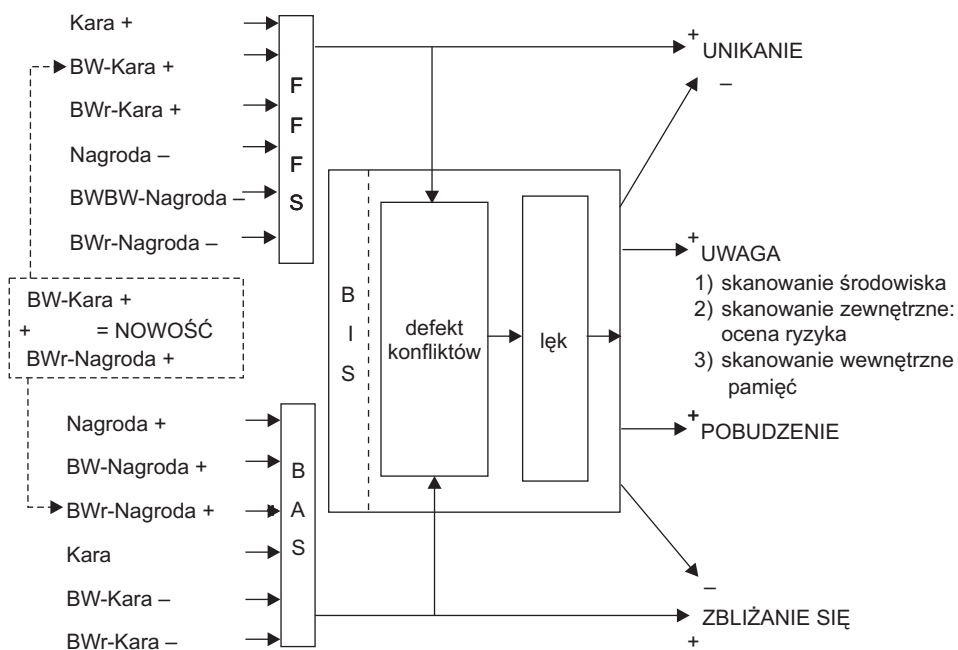 Kara +
BW-Kara +
BWr-Kara +
Nagroda –
BWBW-Nagroda –
BWr-Nagroda –
F
F
F
S
BW-Kara +
+ = NOWOŚĆ
BWr-Nagroda +
Nagroda +
BW-Nagroda +
BWr-Nagroda +
Kara
BW-Kara –
BWr-Kara –
B
A
S
B
I
S
defekt
konfliktów
lęk
+
UNIKANIE
–
+
UWAGA
1) skanowanie środowiska
2) skanowanie zewnętrzne:
ocena ryzyka
3) skanowanie wewnętrzne
pamięć
+
POBUDZENIE
–
ZBLIŻANIE SIĘ
+